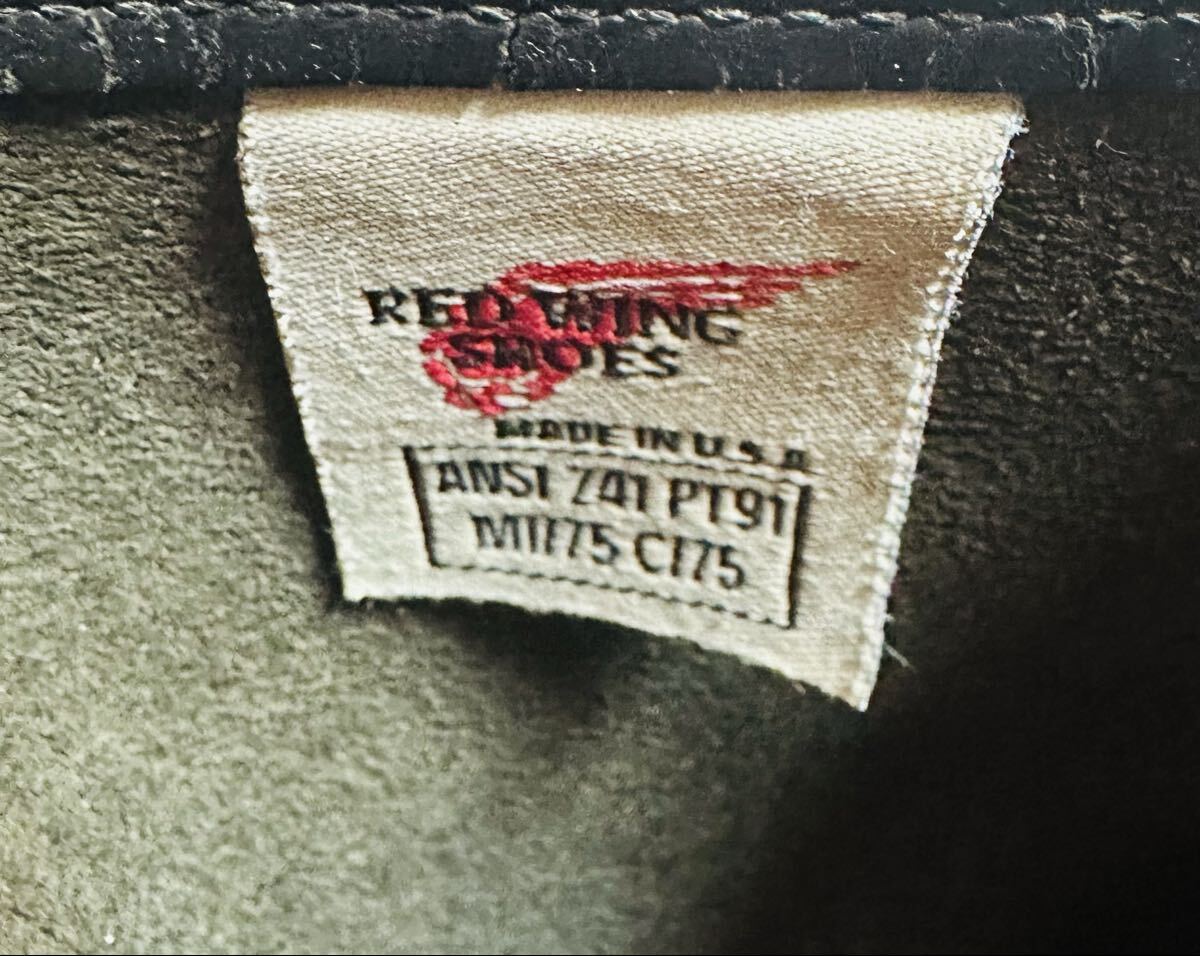 RED WING
SHOES
MADE IN U.S.A.
ANSI Z41 PT91
MI/75 C/75